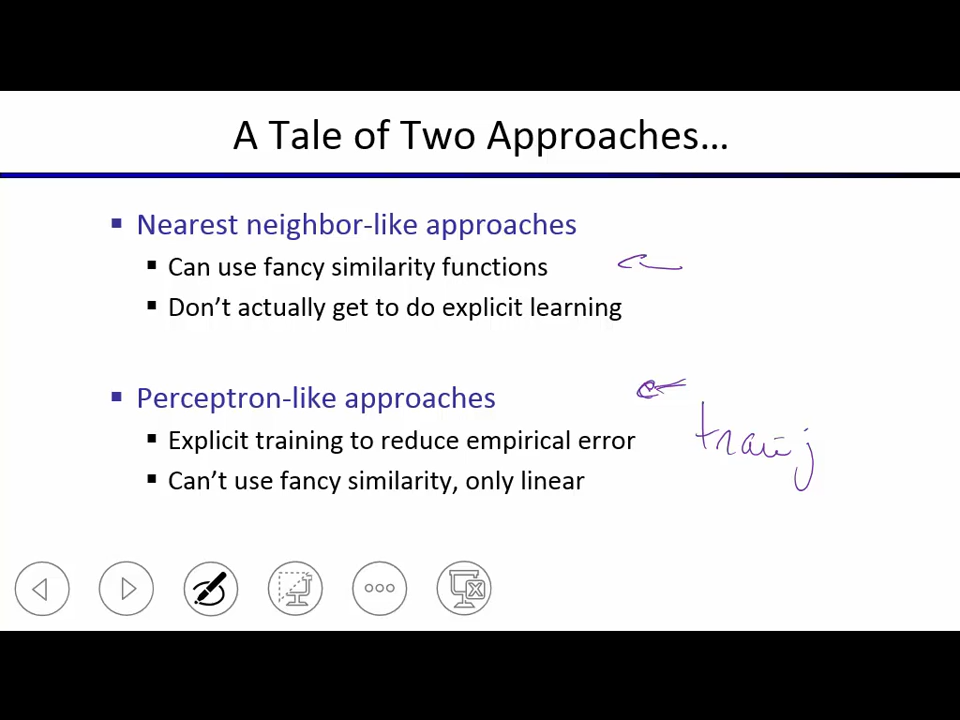 A Tale of Two Approaches…
Nearest neighbor-like approaches
Can use fancy similarity functions
Don't actually get to do explicit learning
Perceptron-like approaches
Explicit training to reduce empirical error
Can't use fancy similarity, only linear